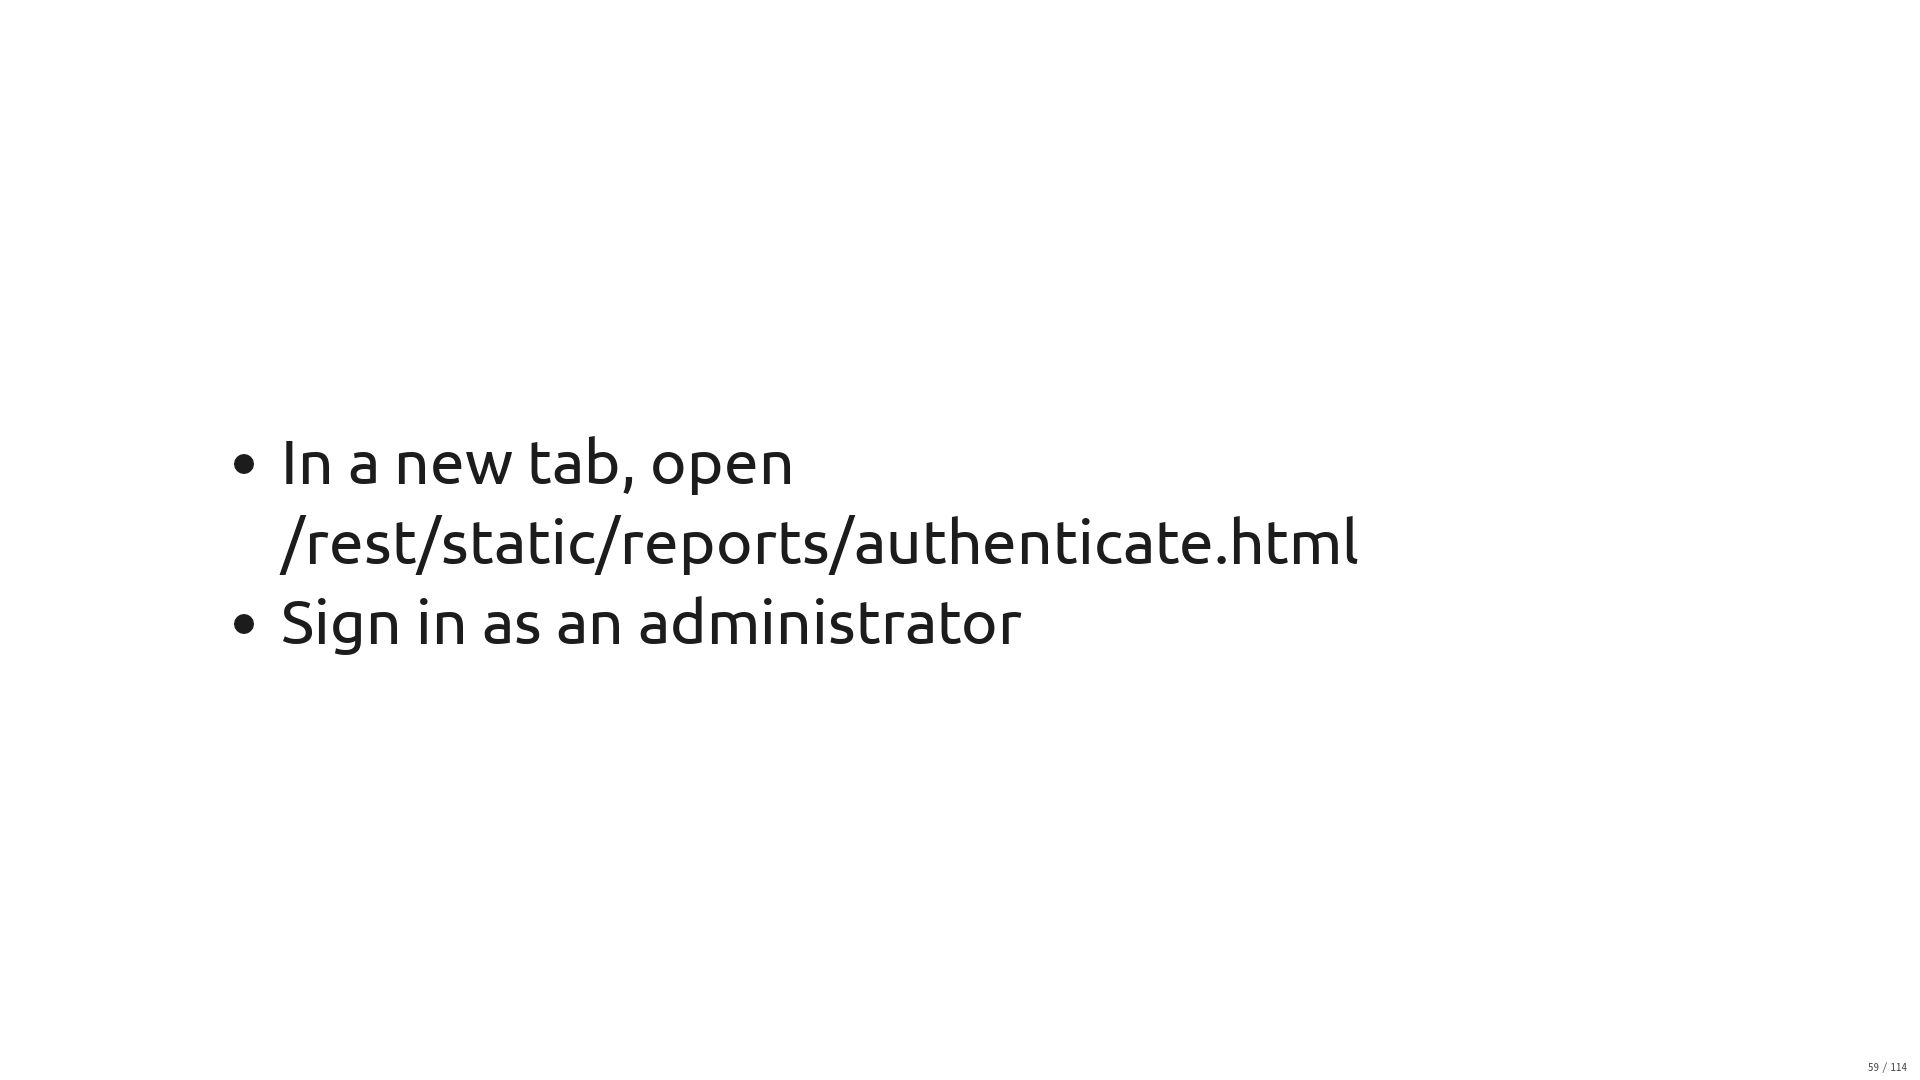 • In a new tab, open
/rest/static/reports/authenticate.html
• Sign in as an administrator
59 / 114